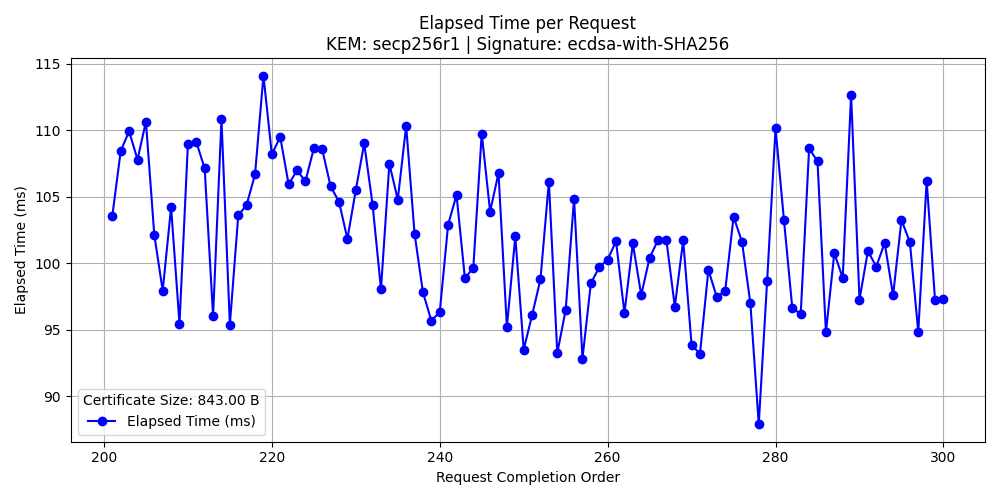 Elapsed Time per Request
KEM: secp256r1 | Signature: ecdsa-with-SHA256
115
110
105
100
95
90
Elapsed Time (ms)
Certificate Size: 843.00 B
Elapsed Time (ms)
200
220
240
260
280
300
Request Completion Order